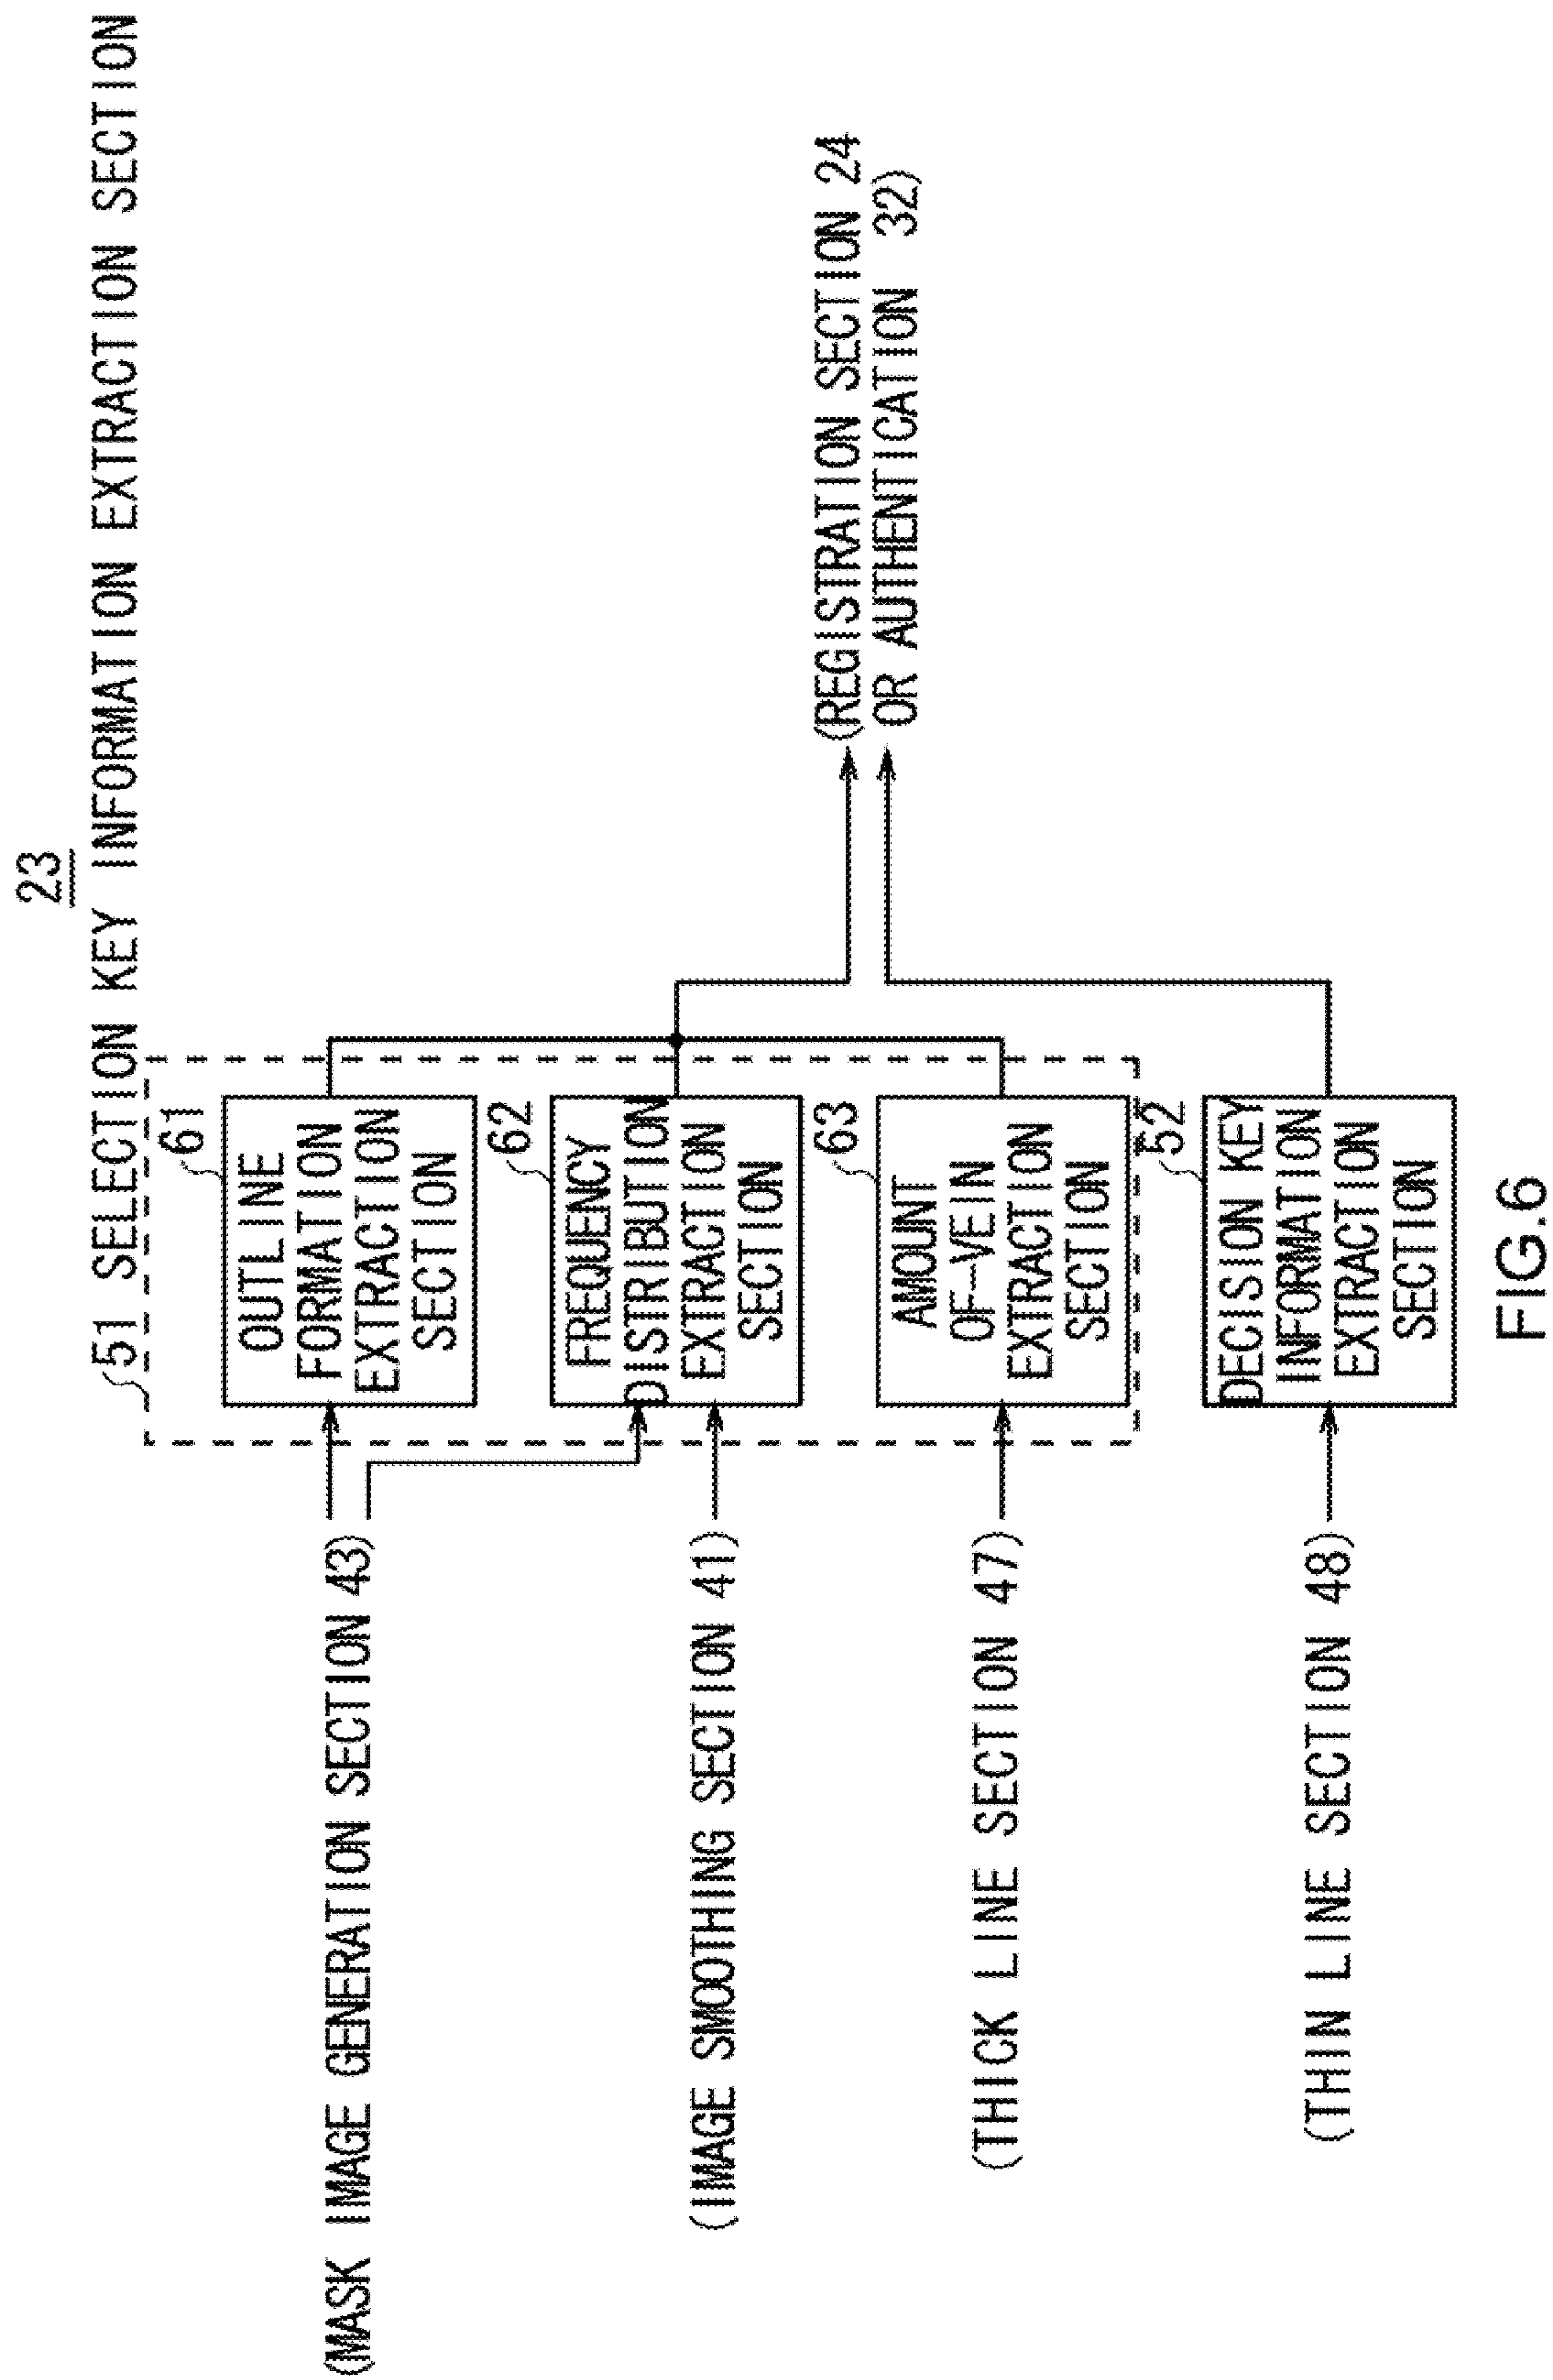 23
51 SELECTION KEY INFORMATION EXTRACTION SECTION
61
OUTLINE
FORMATION
EXTRACTION
SECTION
(MASK IMAGE GENERATION SECTION 43)
62
FREQUENCY
DISTRIBUTION
EXTRACTION
SECTION
(IMAGE SMOOTHING SECTION 41)
(REGISTRATION SECTION 24
OR AUTHENTICATION 32)
63
AMOUNT
OF-VEIN
EXTRACTION
SECTION
(THICK LINE SECTION 47)
52
DECISION KEY
INFORMATION
EXTRACTION
SECTION
(THIN LINE SECTION 48)
FIG.6